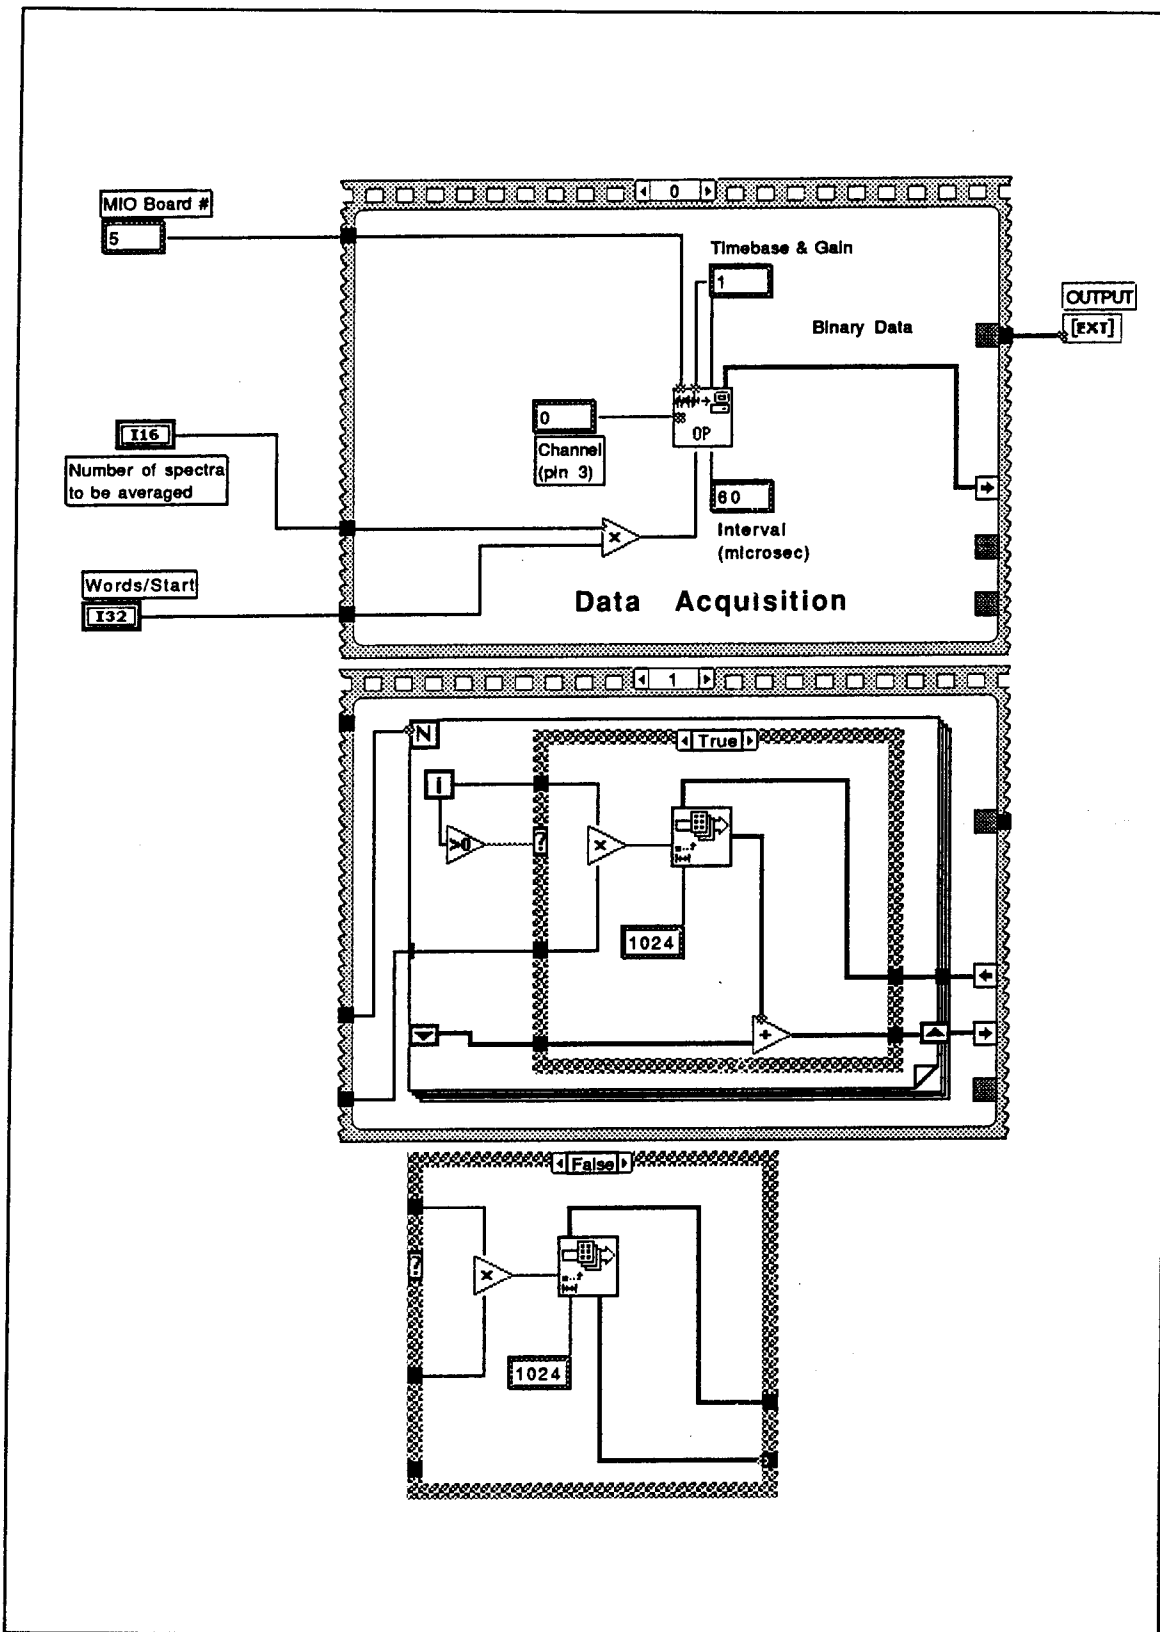 0
MIO Board #
5
Timebase & Gain
1
OUTPUT
[EXT]
Binary Data
0
OP
I16
Channel
(pin 3)
Number of spectra
to be averaged
60
Interval
(microsec)
x
Words/Start
I32
Data Acquisition
1
N
True
i
>0
?
x
1024
+
False
?
x
1024